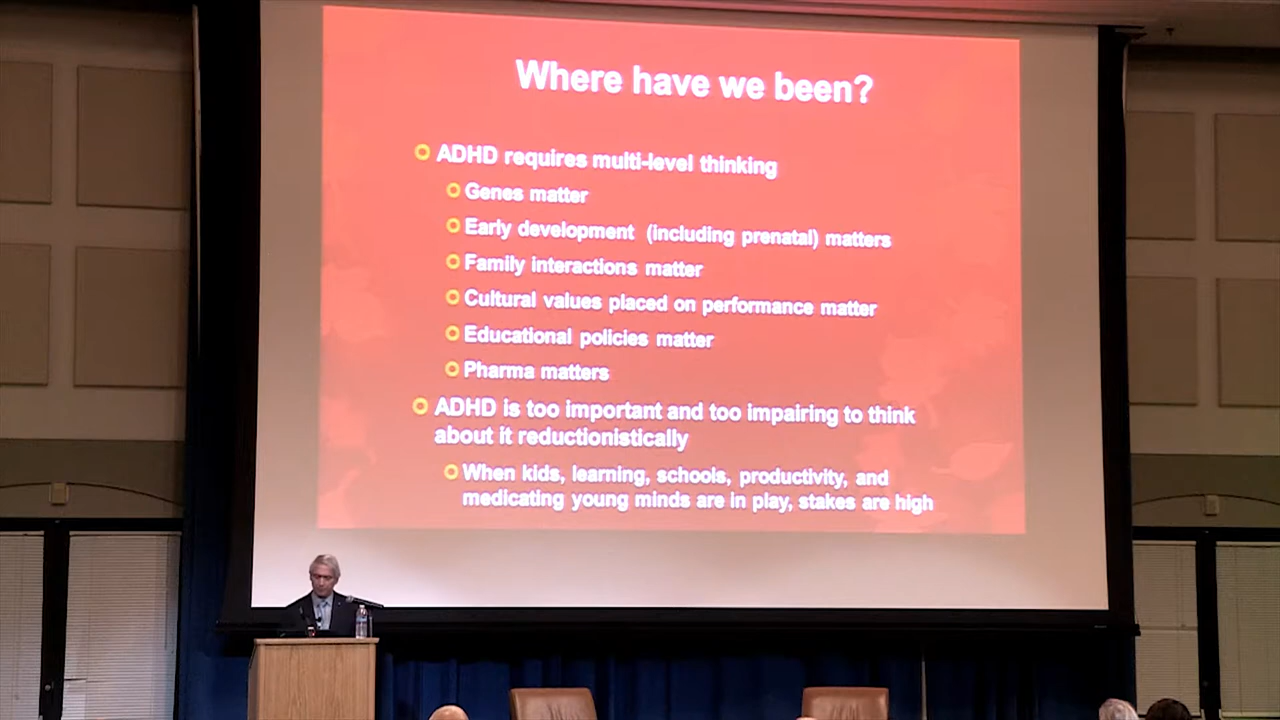 Where have we been?
ADHD requires multi-level thinking
Genes matter
Early development (including prenatal) matters
Family interactions matter
Cultural values placed on performance matter
Educational policies matter
Pharma matters
ADHD is too important and too impairing to think
about it reductionistically
When kids, learning, schools, productivity, and
medicating young minds are in play, stakes are high